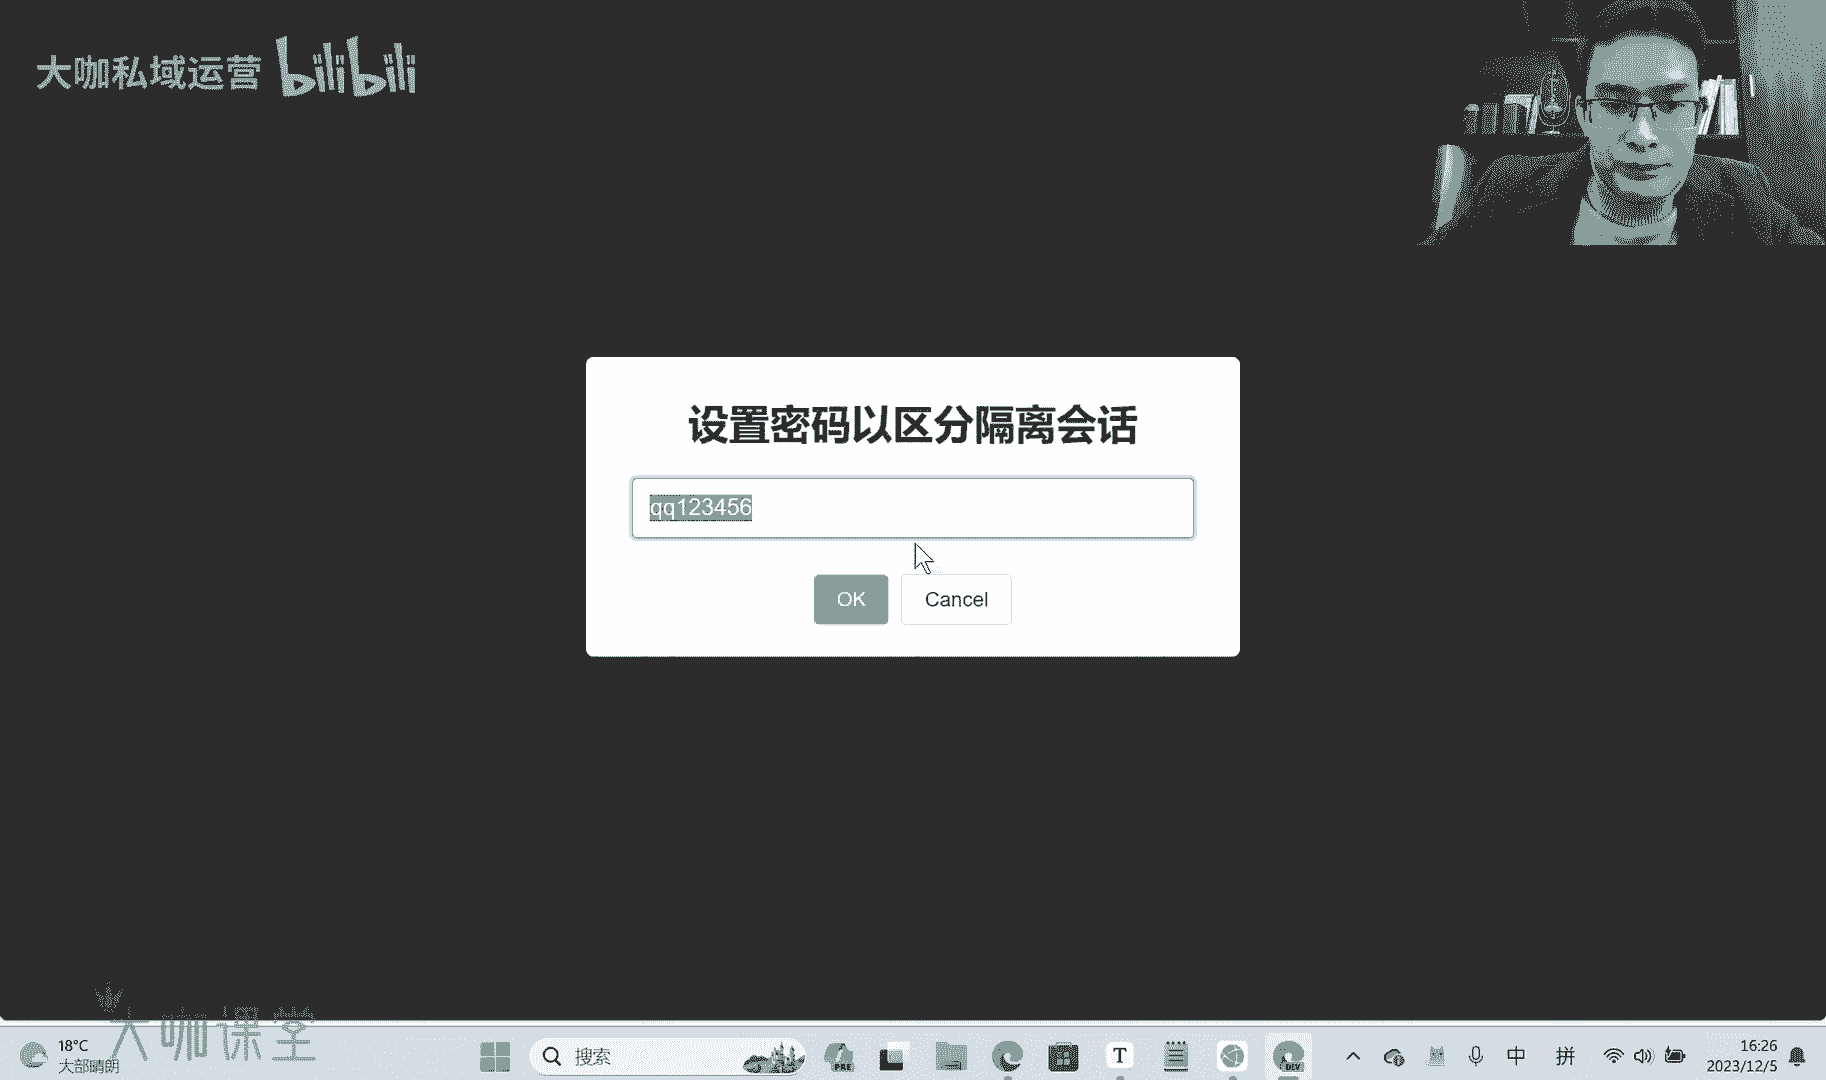 大咖私域运营 bilibili
设置密码以区分隔离会话
qq123456
OK
Cancel
大咖课堂
18°C
大部晴朗
搜索
PRE
T
DEV
中
拼
16:26
2023/12/5